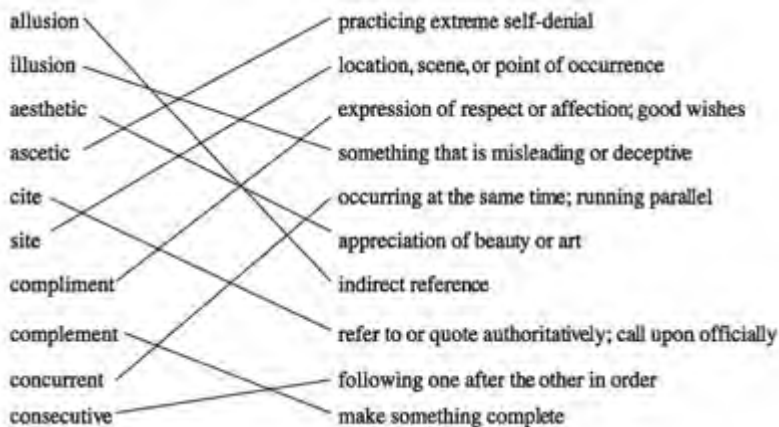 allusion practicing extreme self-denial
illusion location, scene, or point of occurrence
aesthetic expression of respect or affection; good wishes
ascetic something that is misleading or deceptive
cite occurring at the same time; running parallel
site appreciation of beauty or art
compliment indirect reference
complement refer to or quote authoritatively; call upon officially
concurrent following one after the other in order
consecutive make something complete